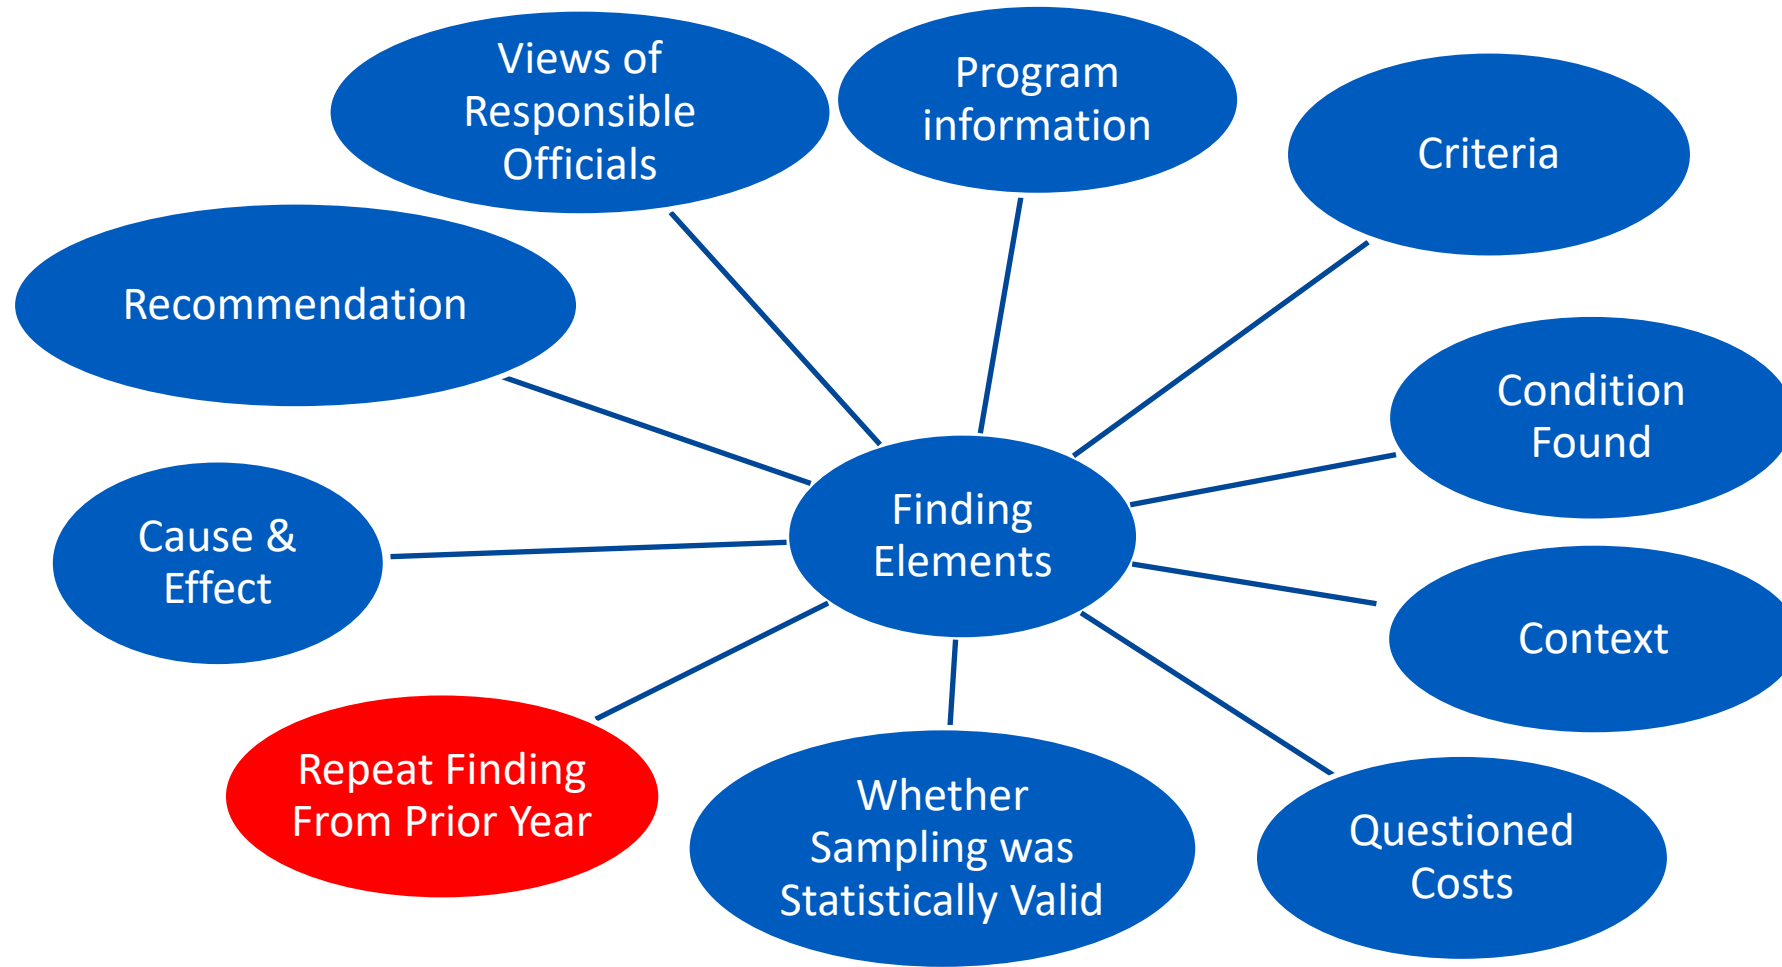 Views of
Responsible
Officials
Program
information
Criteria
Recommendation
Condition
Found
Finding
Elements
Cause &
Effect
Context
Repeat Finding
From Prior Year
Whether
Sampling was
Statistically Valid
Questioned
Costs